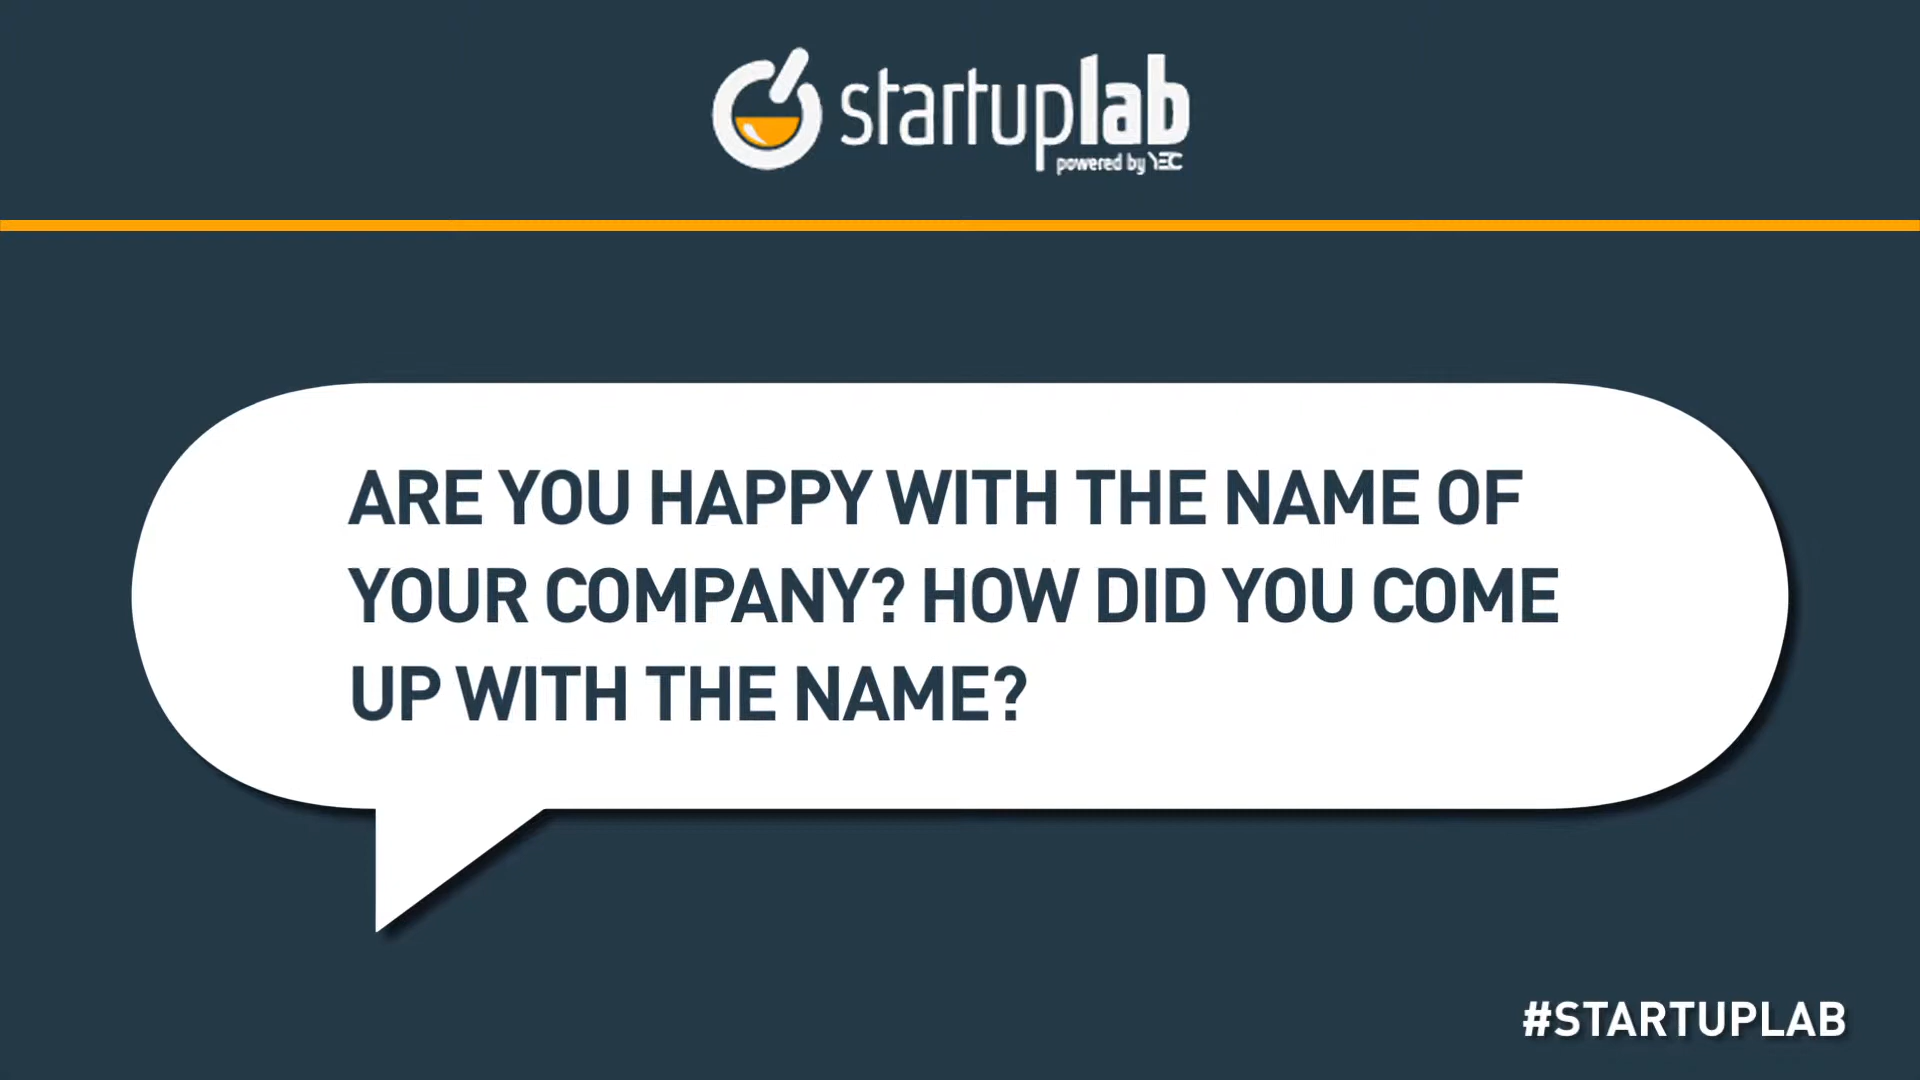 startuplab
powered by YEC
ARE YOU HAPPY WITH THE NAME OF
YOUR COMPANY? HOW DID YOU COME
UP WITH THE NAME?
#STARTUPLAB